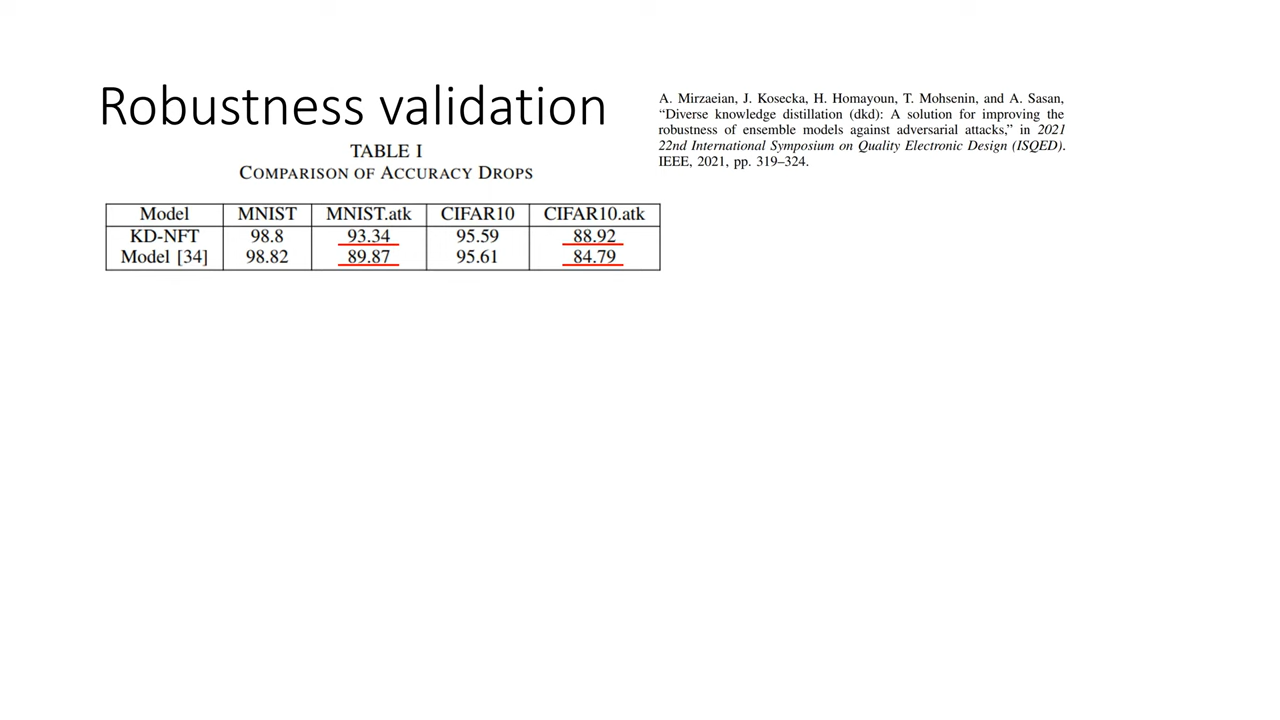 Robustness validation
TABLE I
COMPARISON OF ACCURACY DROPS
Model MNIST MNIST.atk CIFAR10 CIFAR10.atk
KD-NFT 98.8 93.34 95.59 88.92
Model [34] 98.82 89.87 95.61 84.79
A. Mirzaeian, J. Kosecka, H. Homayoun, T. Mohsenin, and A. Sasan,
“Diverse knowledge distillation (dkd): A solution for improving the
robustness of ensemble models against adversarial attacks,” in 2021
22nd International Symposium on Quality Electronic Design (ISQED).
IEEE, 2021, pp. 319–324.